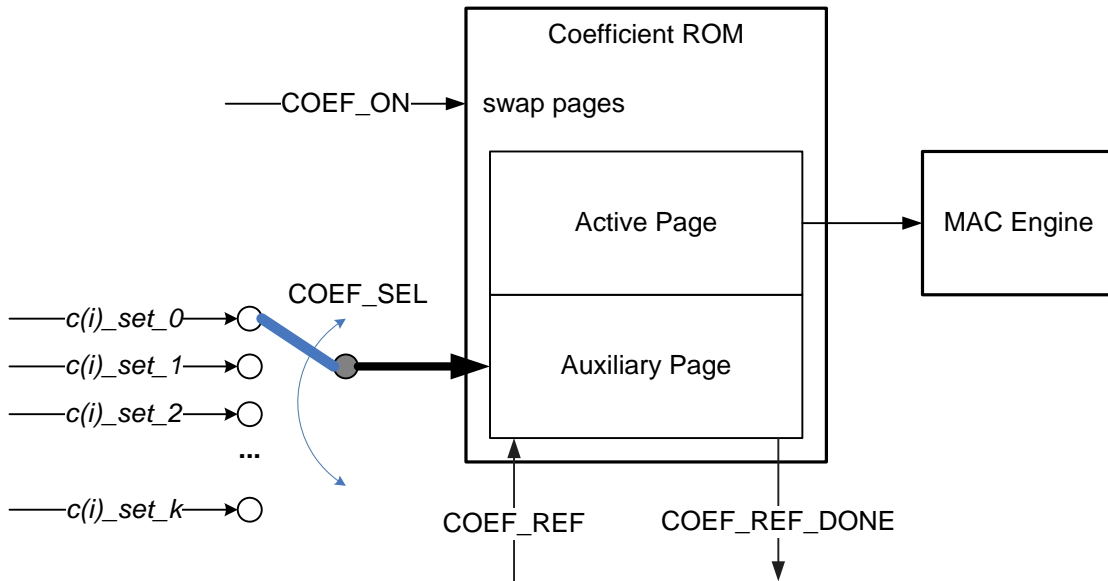 Coefficient ROM
COEF_ON
swap pages
Active Page
MAC Engine
COEF_SEL
c(i)_set_0
c(i)_set_1
Auxiliary Page
c(i)_set_2
...
c(i)_set_k
COEF_REF
COEF_REF_DONE